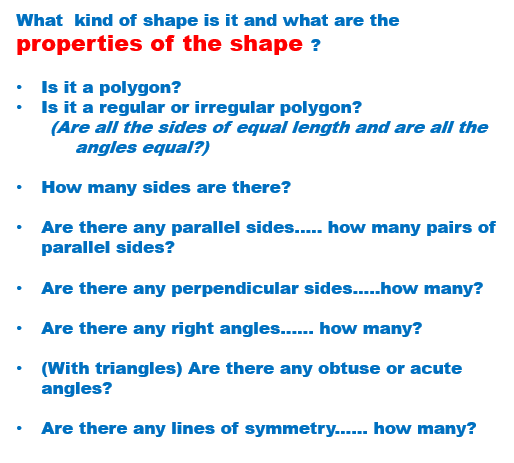 What  kind of shape is it and what are the
properties of the shape ?
• Is it a polygon?
• Is it a regular or irregular polygon?
(Are all the sides of equal length and are all the
angles equal?)
• How many sides are there?
• Are there any parallel sides..... how many pairs of
parallel sides?
• Are there any perpendicular sides.....how many?
• Are there any right angles...... how many?
• (With triangles) Are there any obtuse or acute
angles?
• Are there any lines of symmetry...... how many?